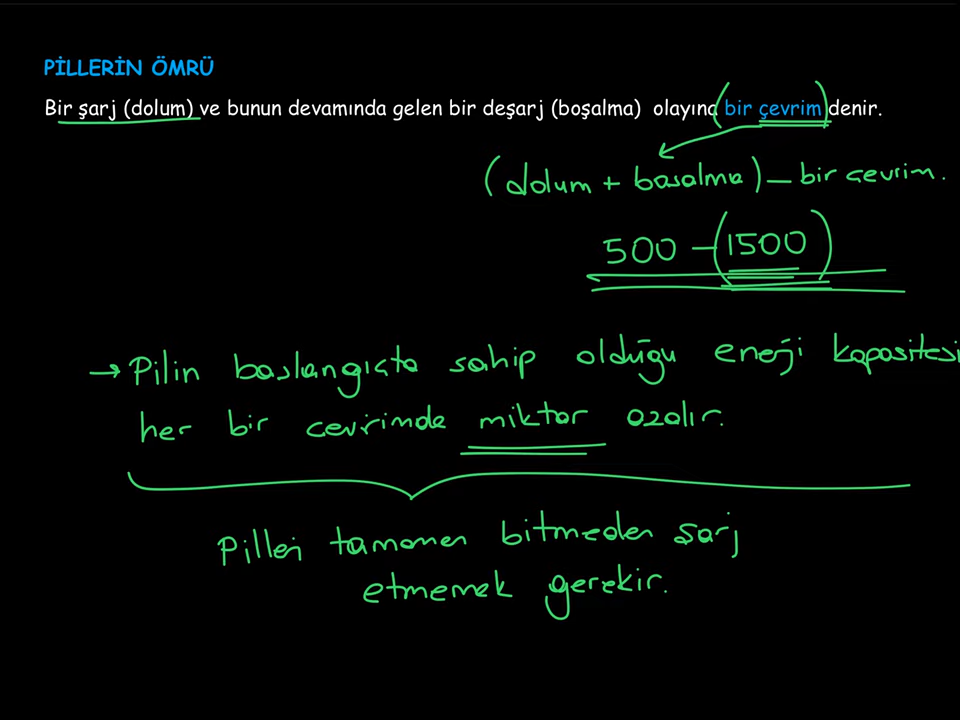 PİLLERİN ÖMRÜ
Bir şarj (dolum) ve bunun devamında gelen bir deşarj (boşalma) olayına bir çevrim denir.
(dolum + boşalma) – bir çevrim.
500 – (1500)
→ Pilin başlangıçta sahip olduğu enerji kapasitesi
her bir çevrimde miktar azalır.
Pilleri tamamen bitmeden şarj
etmemek gerekir.